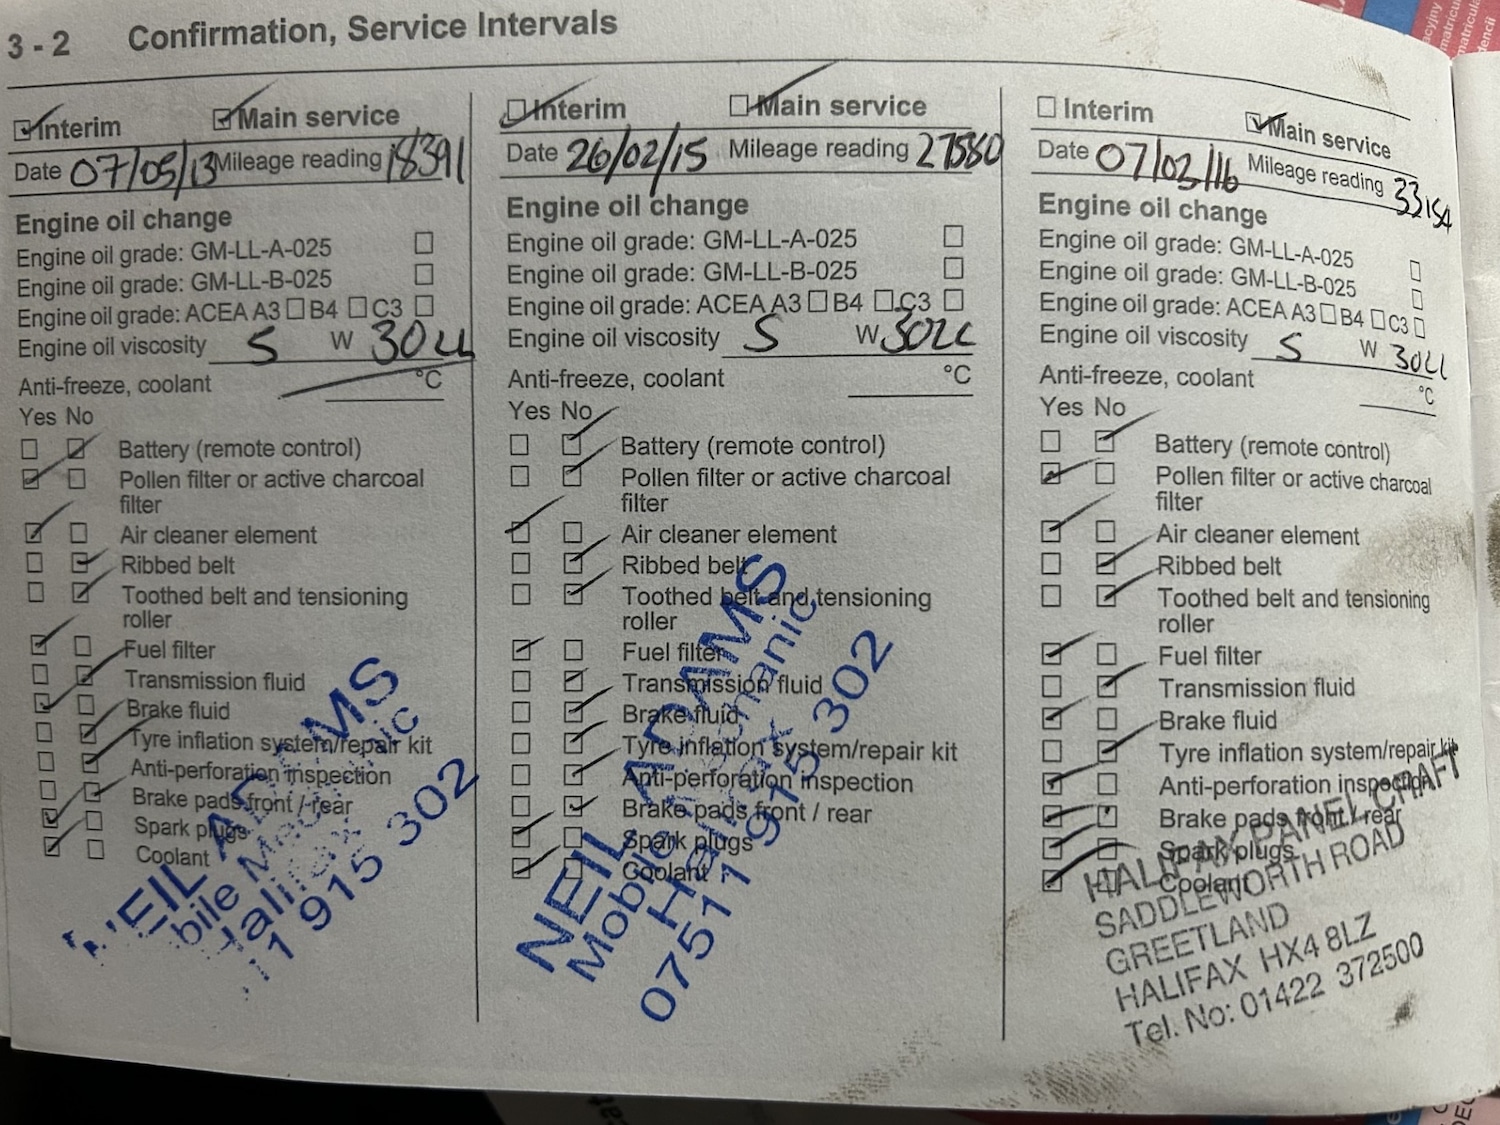 3 - 2 Confirmation, Service Intervals
Interim Main service
Date 07/05/13 Mileage reading 18391
Engine oil change
Engine oil grade: GM-LL-A-025
Engine oil grade: GM-LL-B-025
Engine oil grade: ACEA A3 B4 C3
Engine oil viscosity 5 W 30LL
Anti-freeze, coolant °C
Yes No
Battery (remote control)
Pollen filter or active charcoal
filter
Air cleaner element
Ribbed belt
Toothed belt and tensioning
roller
Fuel filter
Transmission fluid
Brake fluid
Tyre inflation system/repair kit
Anti-perforation inspection
Brake pads front / rear
Spark plugs
Coolant
NEIL ADAMS
Mobile Mechanic
Halifax
915 302
Interim Main service
Date 26/02/15 Mileage reading 27580
Engine oil change
Engine oil grade: GM-LL-A-025
Engine oil grade: GM-LL-B-025
Engine oil grade: ACEA A3 B4 C3
Engine oil viscosity 5 W 30LL
Anti-freeze, coolant °C
Yes No
Battery (remote control)
Pollen filter or active charcoal
filter
Air cleaner element
Ribbed belt
Toothed belt and tensioning
roller
Fuel filter
Transmission fluid
Brake fluid
Tyre inflation system/repair kit
Anti-perforation inspection
Brake pads front / rear
Spark plugs
Coolant
NEIL ADAMS
Mobile Mechanic
Halifax
07511 915 302
Interim Main service
Date 07/03/16 Mileage reading 33154
Engine oil change
Engine oil grade: GM-LL-A-025
Engine oil grade: GM-LL-B-025
Engine oil grade: ACEA A3 B4 C3
Engine oil viscosity 5 W 30LL
Anti-freeze, coolant °C
Yes No
Battery (remote control)
Pollen filter or active charcoal
filter
Air cleaner element
Ribbed belt
Toothed belt and tensioning
roller
Fuel filter
Transmission fluid
Brake fluid
Tyre inflation system/repair kit
Anti-perforation inspection
Brake pads front / rear
Spark plugs
Coolant
HALIFAX PANEL CRAFT
SADDLEWORTH ROAD
GREETLAND
HALIFAX HX4 8LZ
Tel. No: 01422 372500